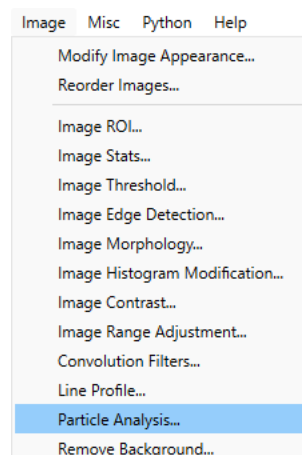 Image Misc Python Help
Modify Image Appearance...
Reorder Images...
Image ROI...
Image Stats...
Image Threshold...
Image Edge Detection...
Image Morphology...
Image Histogram Modification...
Image Contrast...
Image Range Adjustment...
Convolution Filters...
Line Profile...
Particle Analysis...
Remove Background...